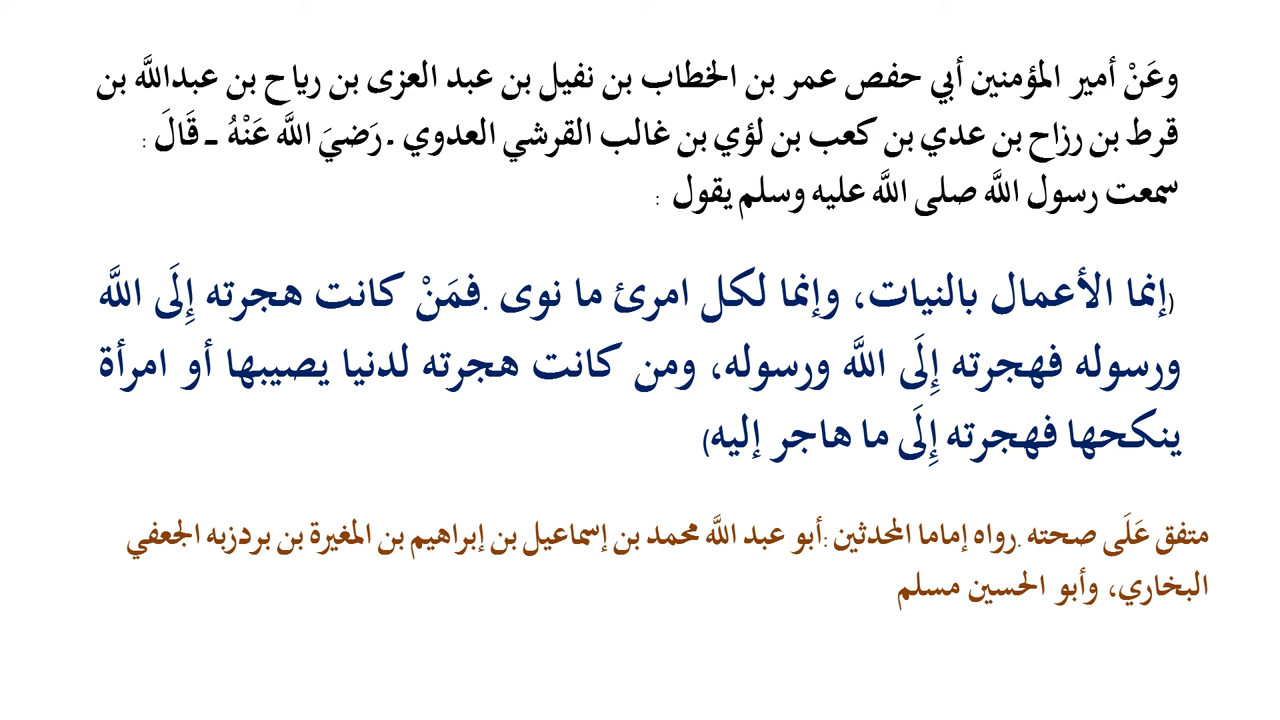 وعَنْ أمير المؤمنين أبي حفص عمر بن الخطاب بن نفيل بن عبد العزى بن رياح بن عبداللَّه بن
قرط بن رزاح بن عدي بن كعب بن لؤي بن غالب القرشي العدوي ـ رَضيَ اللَّه عَنْهُ ـ قَالَ :
سمعت رسول اللَّه صلى اللَّه عليه وسلم يقول :
(إنما الأعمال بالنيات، وإنما لكل امرئ ما نوى .فمَنْ كانت هجرته إِلَى اللَّه
ورسوله فهجرته إِلَى اللَّه ورسوله، ومن كانت هجرته لدنيا يصيبها أو امرأة
ينكحها فهجرته إِلَى ما هاجر إليه)
متفق عَلَى صحته .رواه إماما المحدثين :أبو عبد اللَّه محمد بن إسماعيل بن إبراهيم بن المغيرة بن بردزبه الجعفي
البخاري، وأبو الحسين مسلم